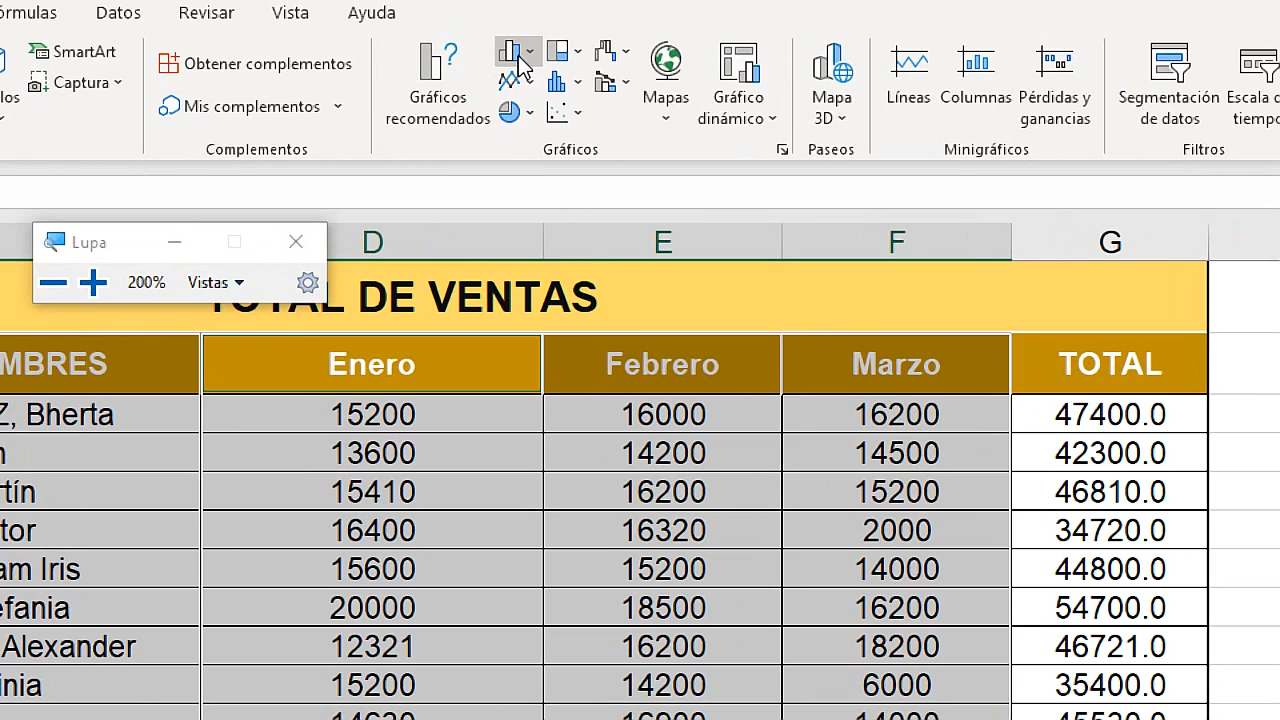 órmulas Datos Revisar Vista Ayuda
SmartArt
Captura
los
Obtener complementos
Mis complementos
Complementos
Gráficos
recomendados
Mapas
Gráfico
dinámico
Gráficos
Mapa
3D
Paseos
Líneas
Columnas
Pérdidas y
ganancias
Minigráficos
Segmentación
de datos
Escala d
tiempo
Filtros
Lupa
200% Vistas
D E F G
TOTAL DE VENTAS
MBRES Enero Febrero Marzo TOTAL
Z, Bherta 15200 16000 16200 47400.0
n 13600 14200 14500 42300.0
rtín 15410 16200 15200 46810.0
tor 16400 16320 2000 34720.0
am Iris 15600 15200 14000 44800.0
efania 20000 18500 16200 54700.0
Alexander 12321 16200 18200 46721.0
inia 15200 14200 6000 35400.0